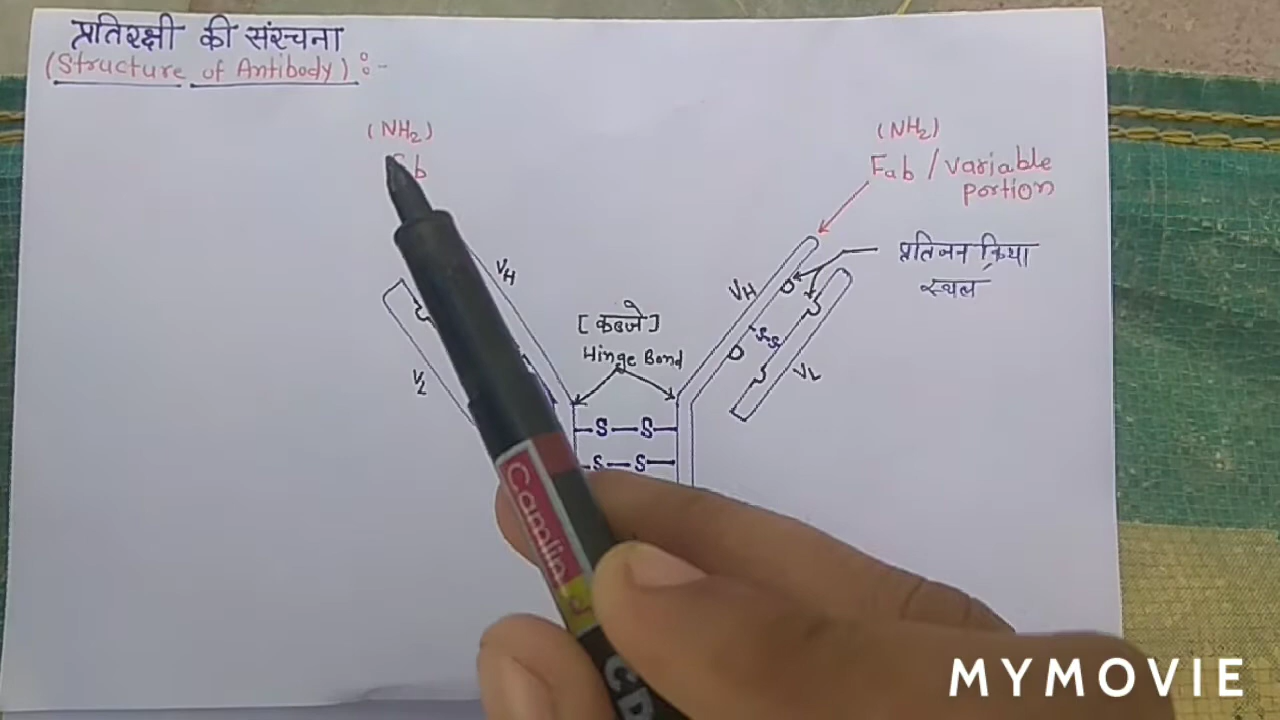 प्रतिरक्षी की संरचना
(Structure of Antibody) :-
(NH2)
(NH2)
Fab / Variable
portion
प्रतिजन क्रिया
स्थल
VH
VH
[कब्जे]
Hinge Bond
VL
VL
S S
S S
S S
Camlin
MYMOVIE